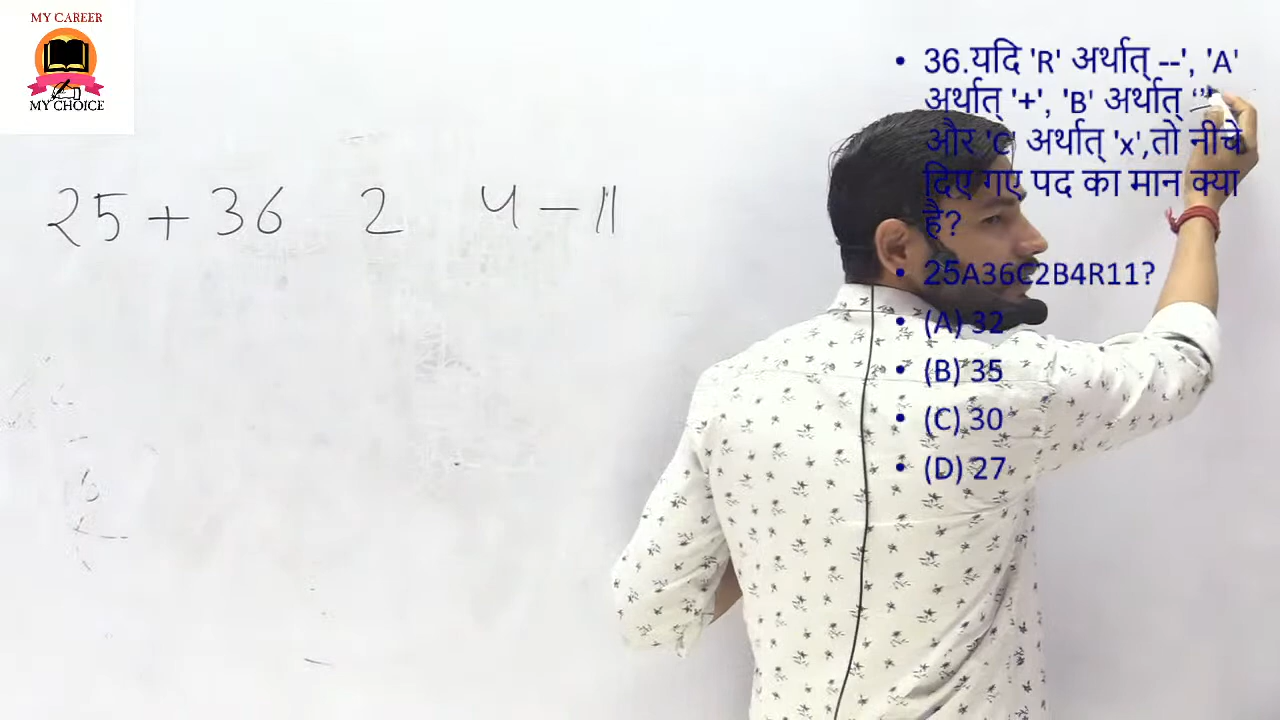 MY CAREER
MY CHOICE
36.यदि 'R' अर्थात् --', 'A'
अर्थात् '+', 'B' अर्थात्
और 'C' अर्थात् 'x',तो नीचे
दिए गए पद का मान क्या
है?
25A36C2B4R11?
(A) 32
(B) 35
(C) 30
(D) 27
25 + 36 2 4 - 11